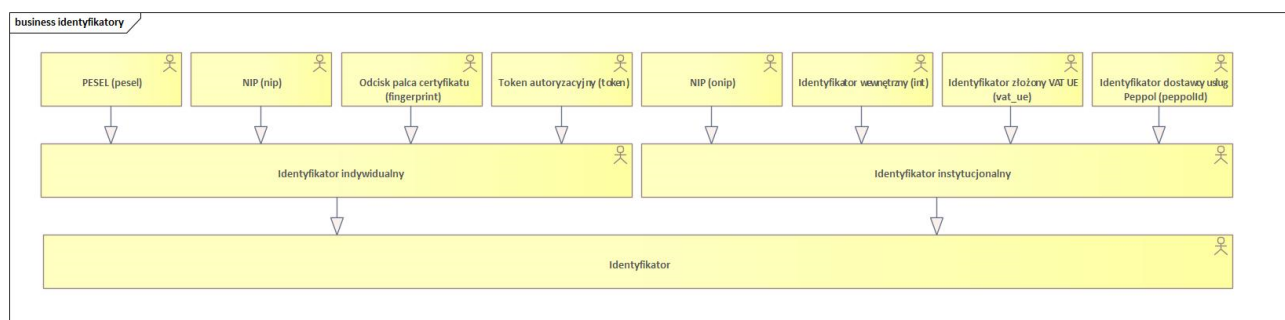 business identyfikatory
PESEL (pesel)
NIP (nip)
Odcisk palca certyfikatu
(fingerprint)
Token autoryzacyjny (token)
NIP (onip)
Identyfikator wewnętrzny (int)
Identyfikator złożony VAT UE
(vat_ue)
Identyfikator dostawcy usług
Peppol (peppolId)
Identyfikator indywidualny
Identyfikator instytucjonalny
Identyfikator